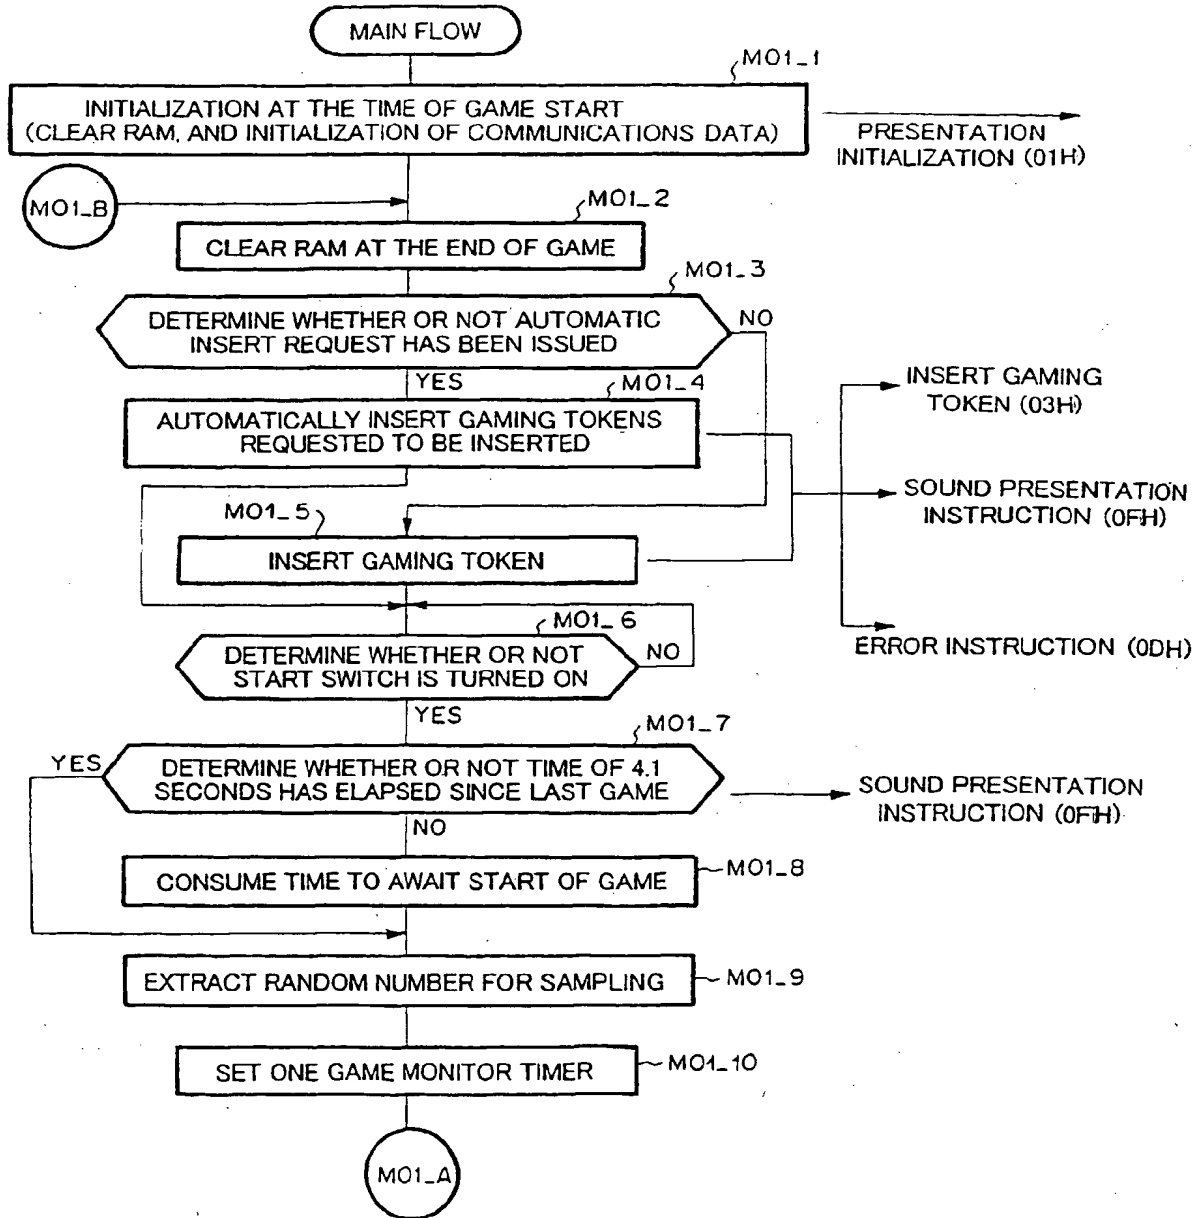 MAIN FLOW
M01_1
INITIALIZATION AT THE TIME OF GAME START
(CLEAR RAM, AND INITIALIZATION OF COMMUNICATIONS DATA)
PRESENTATION
INITIALIZATION (01H)
M01_B
M01_2
CLEAR RAM AT THE END OF GAME
M01_3
DETERMINE WHETHER OR NOT AUTOMATIC
INSERT REQUEST HAS BEEN ISSUED
NO
YES
M01_4
AUTOMATICALLY INSERT GAMING TOKENS
REQUESTED TO BE INSERTED
INSERT GAMING
TOKEN (03H)
SOUND PRESENTATION
INSTRUCTION (0FH)
M01_5
INSERT GAMING TOKEN
M01_6
DETERMINE WHETHER OR NOT
START SWITCH IS TURNED ON
NO
ERROR INSTRUCTION (0DH)
YES
M01_7
YES
DETERMINE WHETHER OR NOT TIME OF 4.1
SECONDS HAS ELAPSED SINCE LAST GAME
SOUND PRESENTATION
INSTRUCTION (0FH)
NO
CONSUME TIME TO AWAIT START OF GAME
M01_8
EXTRACT RANDOM NUMBER FOR SAMPLING
M01_9
SET ONE GAME MONITOR TIMER
M01_10
M01_A